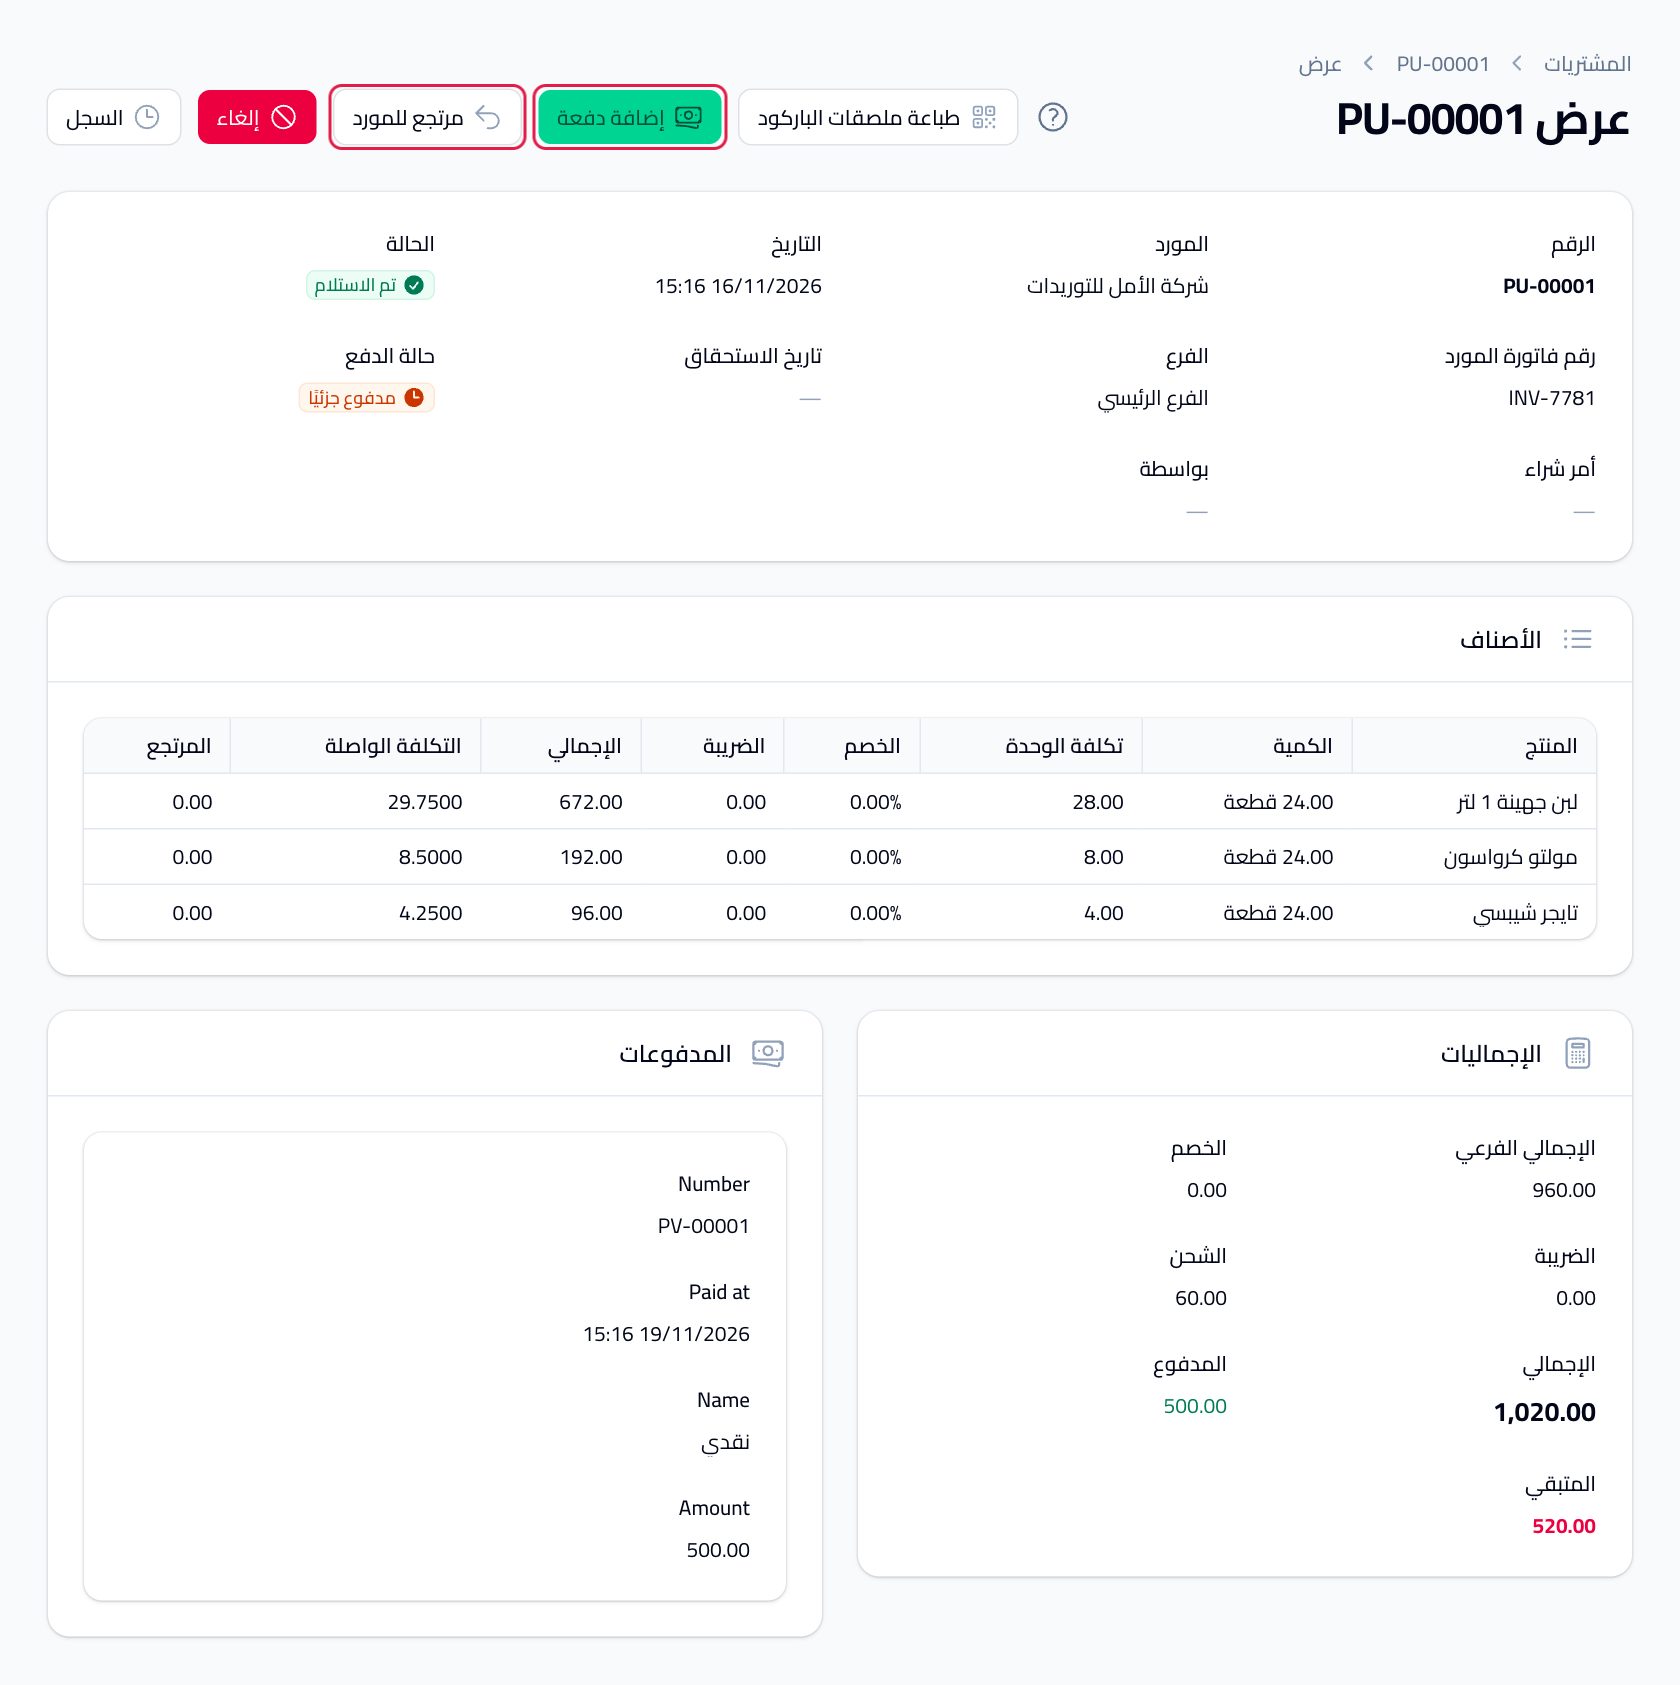 المشتريات > PU-00001 > عرض
عرض PU-00001
طباعة ملصقات الباركود
إضافة دفعة
مرتجع للمورد
إلغاء
السجل
الرقم المورد التاريخ الحالة
PU-00001 شركة الأمل للتوريدات 16/11/2026 15:16 تم الاستلام
رقم فاتورة المورد الفرع تاريخ الاستحقاق حالة الدفع
INV-7781 الفرع الرئيسي — مدفوع جزئيًا
أمر شراء بواسطة
— —
الأصناف
المنتج الكمية تكلفة الوحدة الخصم الضريبة الإجمالي التكلفة الواصلة المرتجع
لبن جهينة 1 لتر 24.00 قطعة 28.00 0.00% 0.00 672.00 29.7500 0.00
مولتو كرواسون 24.00 قطعة 8.00 0.00% 0.00 192.00 8.5000 0.00
تايجر شيبسي 24.00 قطعة 4.00 0.00% 0.00 96.00 4.2500 0.00
الإجماليات
الإجمالي الفرعي الخصم
960.00 0.00
الضريبة الشحن
0.00 60.00
الإجمالي المدفوع
1,020.00 500.00
المتبقي
520.00
المدفوعات
Number
PV-00001
Paid at
19/11/2026 15:16
Name
نقدي
Amount
500.00